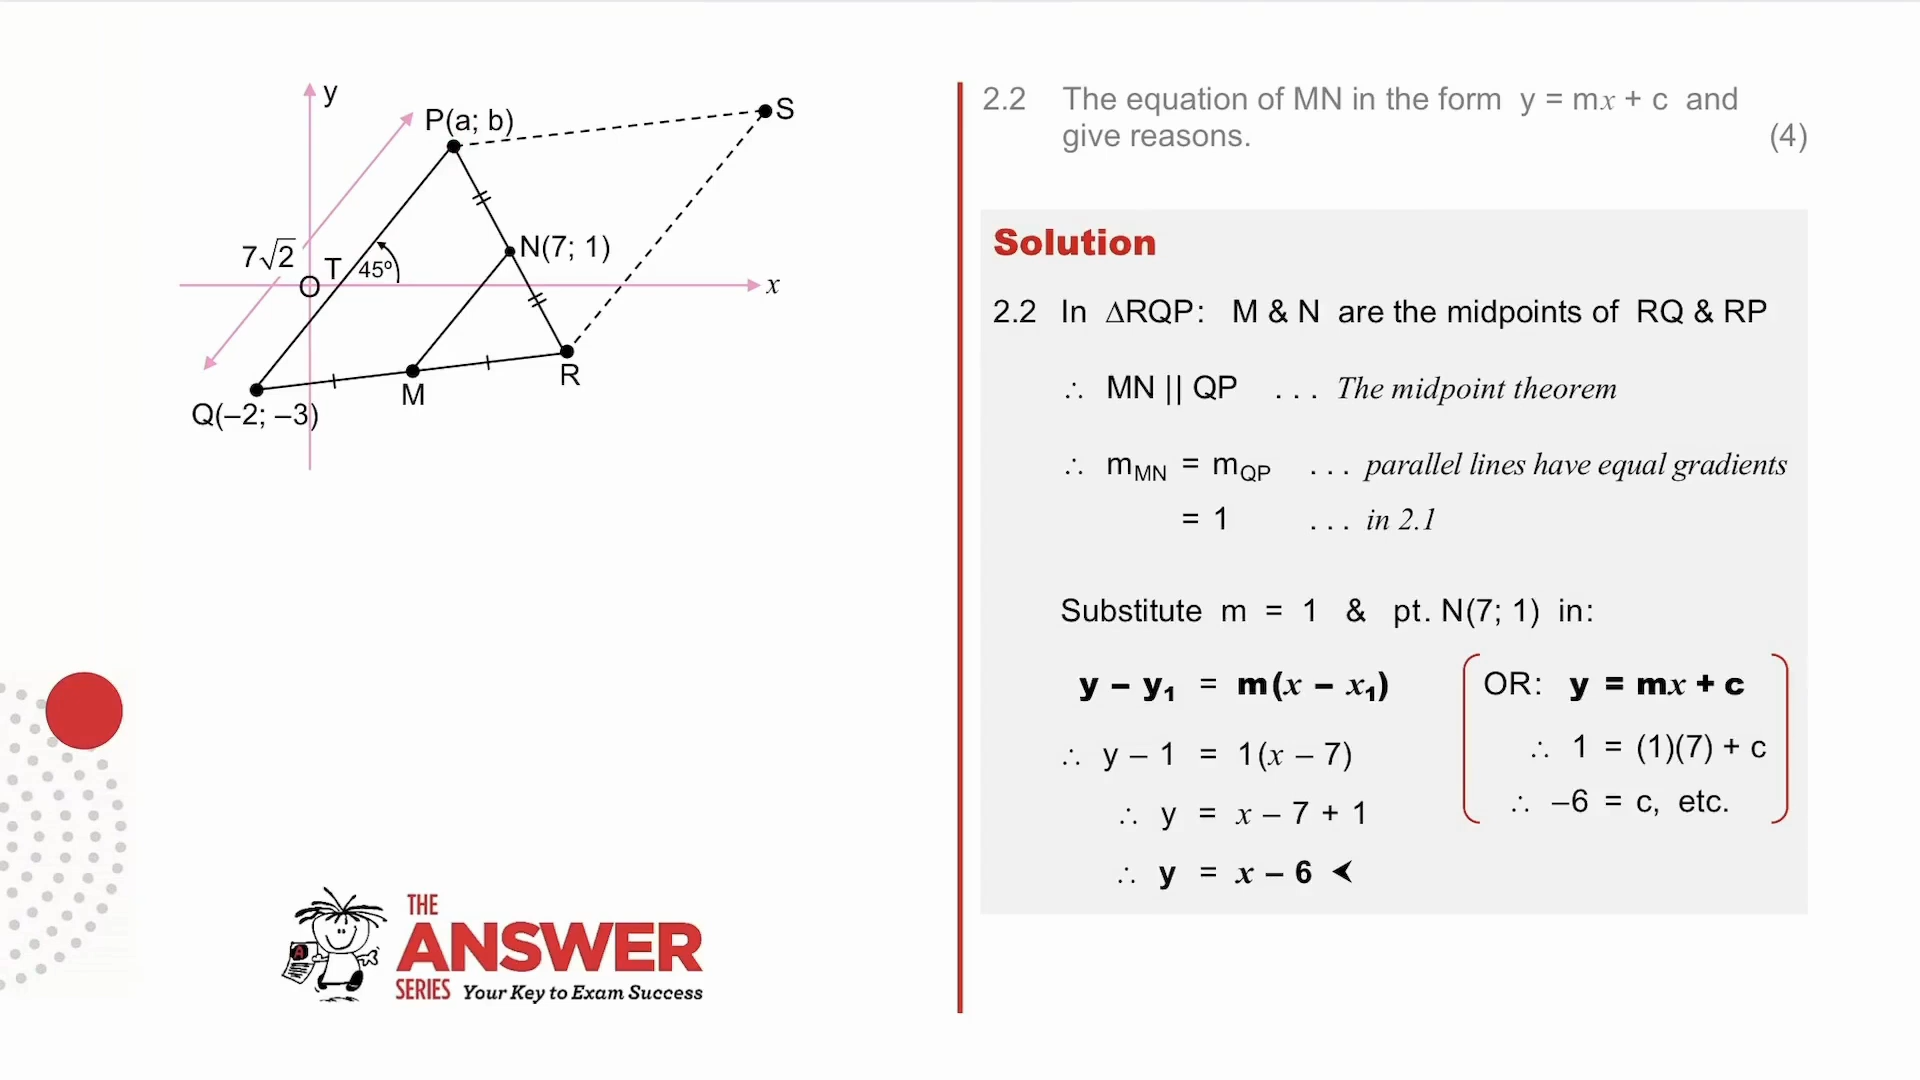 y
P(a; b)
S
7√2
T
45º
N(7; 1)
O
x
R
M
Q(–2; –3)
2.2 The equation of MN in the form y = mx + c and
give reasons. (4)
Solution
2.2 In ΔRQP: M & N are the midpoints of RQ & RP
∴ MN || QP . . . The midpoint theorem
∴ mMN = mQP . . . parallel lines have equal gradients
= 1 . . . in 2.1
Substitute m = 1 & pt. N(7; 1) in:
y – y₁ = m(x – x₁)
∴ y – 1 = 1(x – 7)
∴ y = x – 7 + 1
∴ y = x – 6 ⮜
OR: y = mx + c
∴ 1 = (1)(7) + c
∴ –6 = c, etc.
A
THE
ANSWER
SERIES Your Key to Exam Success